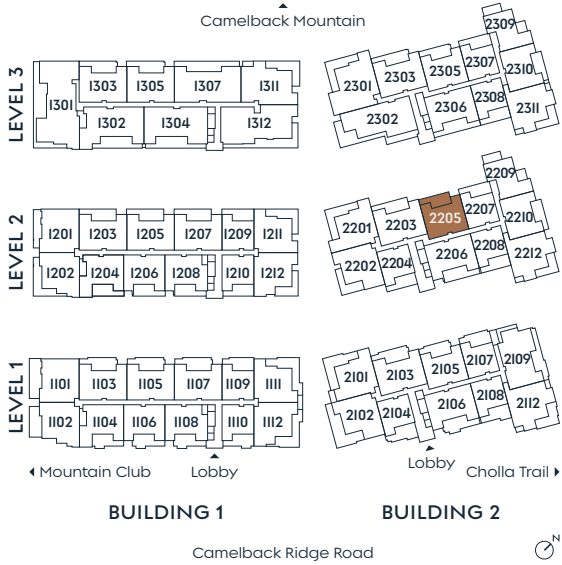 Camelback Mountain
LEVEL 3
1301 1303 1305 1307 1311
1302 1304 1312
2301 2303 2305 2307 2309 2310
2302 2306 2308 2311
LEVEL 2
1201 1203 1205 1207 1209 1211
1202 1204 1206 1208 1210 1212
2201 2203 2205 2207 2209 2210
2202 2204 2206 2208 2212
LEVEL 1
1101 1103 1105 1107 1109 1111
1102 1104 1106 1108 1110 1112
2101 2103 2105 2107 2109
2102 2104 2106 2108 2112
Mountain Club
Lobby
Lobby
Cholla Trail
BUILDING 1
BUILDING 2
Camelback Ridge Road
N